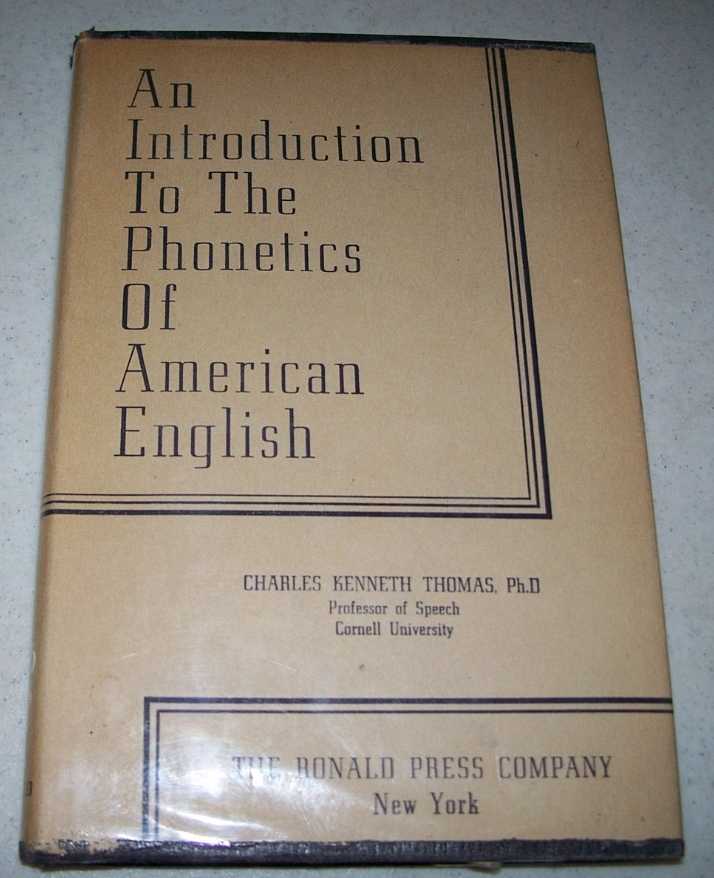 An
Introduction
To The
Phonetics
Of
American
English
CHARLES KENNETH THOMAS, Ph.D
Professor of Speech
Cornell University
THE RONALD PRESS COMPANY
New York